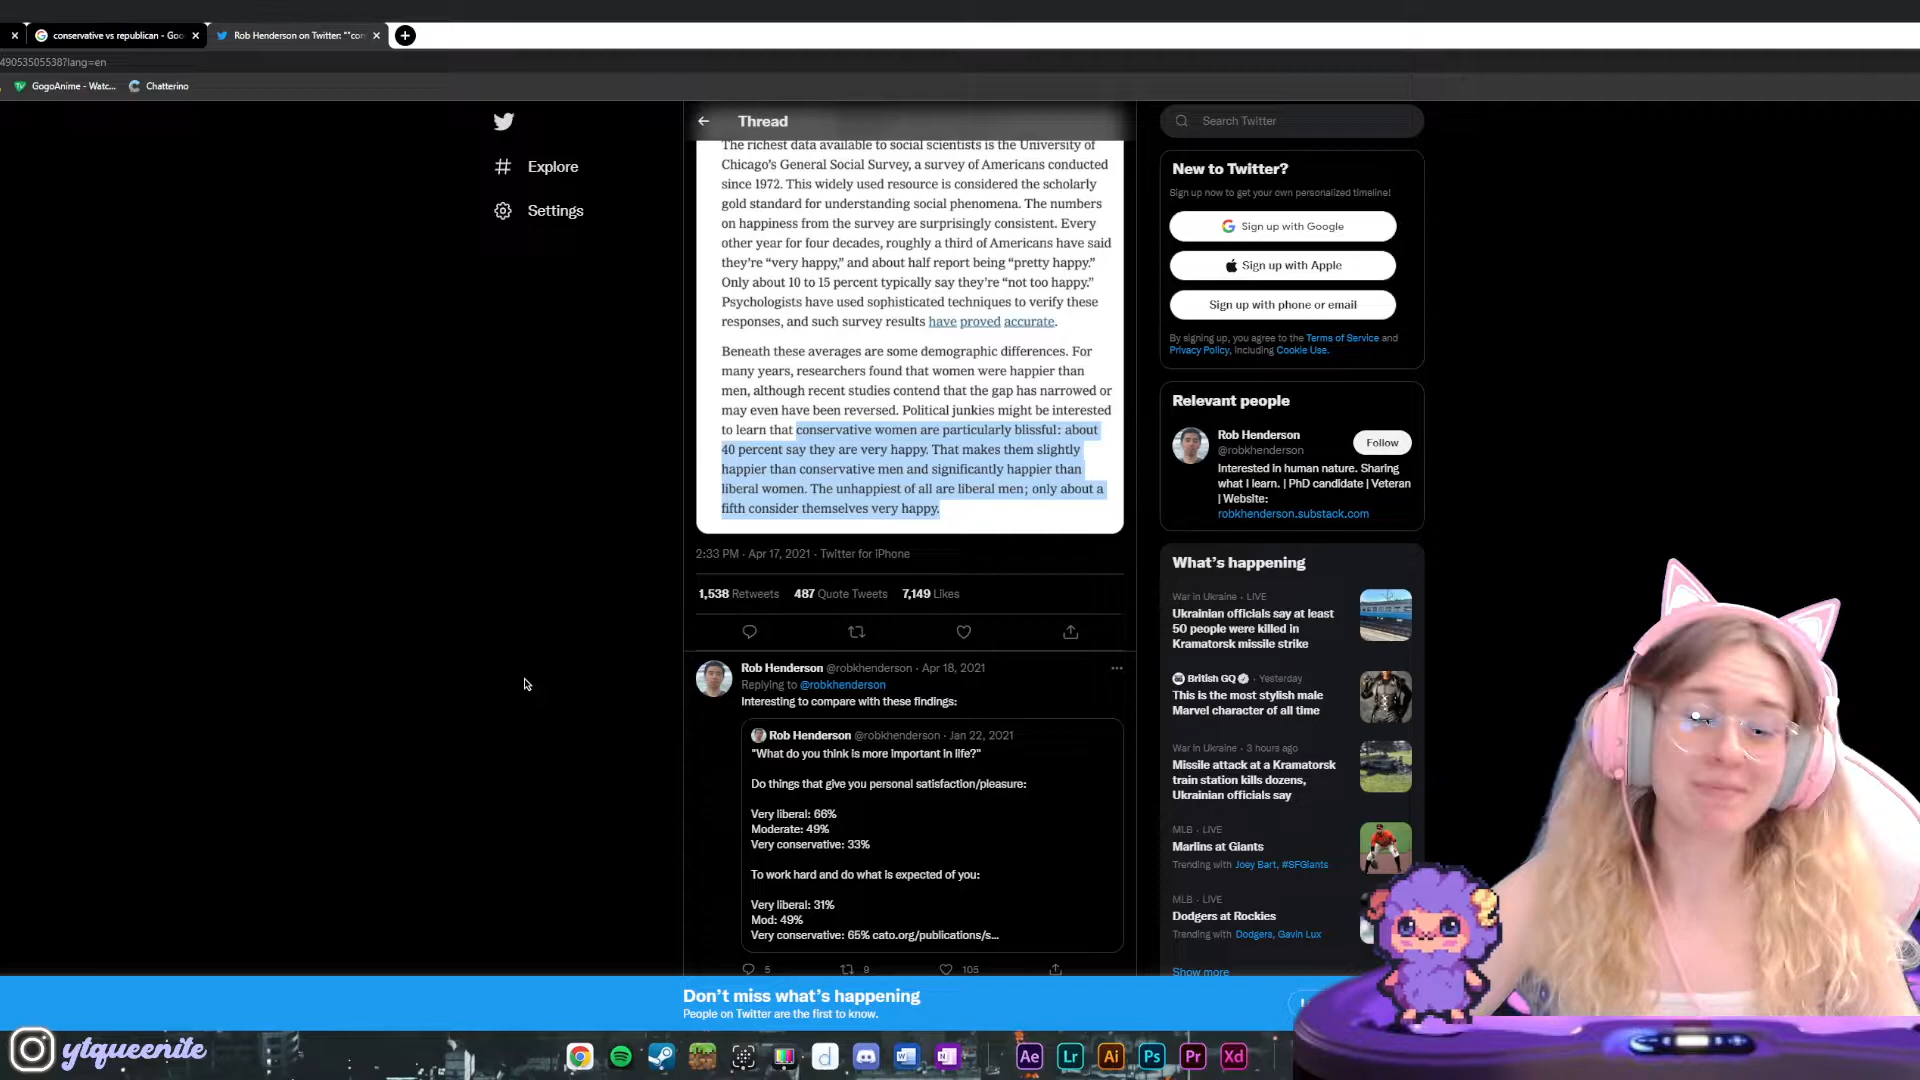 conservative vs republican - Goo
Rob Henderson on Twitter: "“con
49053505538?lang=en
GogoAnime - Watc...
Chatterino
Thread
Search Twitter
Explore
Settings
The richest data available to social scientists is the University of
Chicago's General Social Survey, a survey of Americans conducted
since 1972. This widely used resource is considered the scholarly
gold standard for understanding social phenomena. The numbers
on happiness from the survey are surprisingly consistent. Every
other year for four decades, roughly a third of Americans have said
they're “very happy,” and about half report being “pretty happy.”
Only about 10 to 15 percent typically say they're “not too happy.”
Psychologists have used sophisticated techniques to verify these
responses, and such survey results have proved accurate.
Beneath these averages are some demographic differences. For
many years, researchers found that women were happier than
men, although recent studies contend that the gap has narrowed or
may even have been reversed. Political junkies might be interested
to learn that conservative women are particularly blissful: about
40 percent say they are very happy. That makes them slightly
happier than conservative men and significantly happier than
liberal women. The unhappiest of all are liberal men; only about a
fifth consider themselves very happy.
2:33 PM · Apr 17, 2021 · Twitter for iPhone
1,538 Retweets 487 Quote Tweets 7,149 Likes
Rob Henderson @robkhenderson · Apr 18, 2021
Replying to @robkhenderson
Interesting to compare with these findings:
Rob Henderson @robkhenderson · Jan 22, 2021
"What do you think is more important in life?"
Do things that give you personal satisfaction/pleasure:
Very liberal: 66%
Moderate: 49%
Very conservative: 33%
To work hard and do what is expected of you:
Very liberal: 31%
Mod: 49%
Very conservative: 65% cato.org/publications/s...
5 9 105
New to Twitter?
Sign up now to get your own personalized timeline!
Sign up with Google
Sign up with Apple
Sign up with phone or email
By signing up, you agree to the Terms of Service and
Privacy Policy, including Cookie Use.
Relevant people
Rob Henderson
@robkhenderson
Follow
Interested in human nature. Sharing
what I learn. | PhD candidate | Veteran
| Website:
robkhenderson.substack.com
What's happening
War in Ukraine · LIVE
Ukrainian officials say at least
50 people were killed in
Kramatorsk missile strike
British GQ · Yesterday
This is the most stylish male
Marvel character of all time
War in Ukraine · 3 hours ago
Missile attack at a Kramatorsk
train station kills dozens,
Ukrainian officials say
MLB · LIVE
Marlins at Giants
Trending with Joey Bart, #SFGiants
MLB · LIVE
Dodgers at Rockies
Trending with Dodgers, Gavin Lux
Show more
Don't miss what's happening
People on Twitter are the first to know.
ytqueenite
Ae Lr Ai Ps Pr Xd